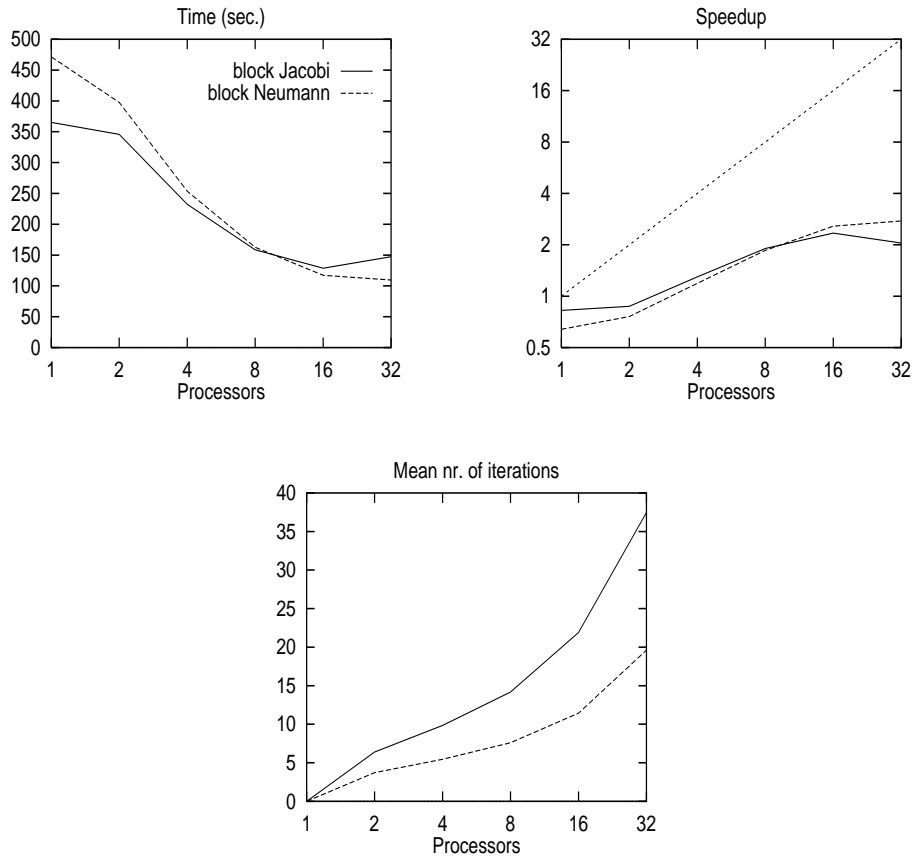 Time (sec.)
500
450
400
350
300
250
200
150
100
50
0
block Jacobi
block Neumann
1 2 4 8 16 32
Processors
Speedup
32
16
8
4
2
1
0.5
1 2 4 8 16 32
Processors
Mean nr. of iterations
40
35
30
25
20
15
10
5
0
1 2 4 8 16 32
Processors